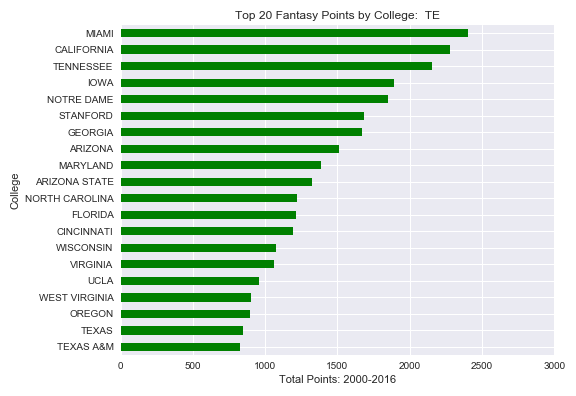 Top 20 Fantasy Points by College:  TE
College
MIAMI
CALIFORNIA
TENNESSEE
IOWA
NOTRE DAME
STANFORD
GEORGIA
ARIZONA
MARYLAND
ARIZONA STATE
NORTH CAROLINA
FLORIDA
CINCINNATI
WISCONSIN
VIRGINIA
UCLA
WEST VIRGINIA
OREGON
TEXAS
TEXAS A&M
0 500 1000 1500 2000 2500 3000
Total Points: 2000-2016